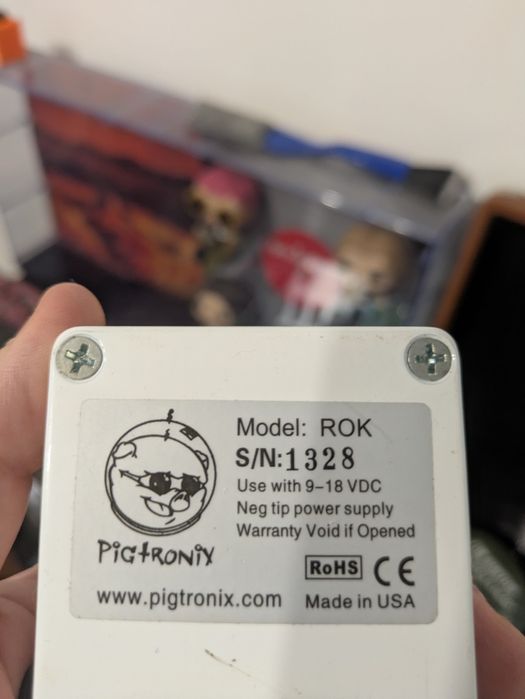 Model: ROK
S/N:1328
Use with 9-18 VDC
Neg tip power supply
Warranty Void if Opened
PIGTRONIX
RoHS CE
www.pigtronix.com Made in USA